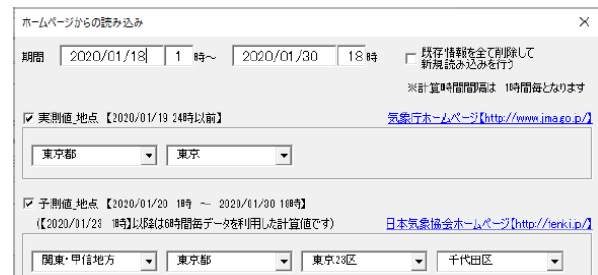 ホームページからの読み込み
期間 2020/01/18 1 時～ 2020/01/30 18 時 既存情報を全て削除して
新規読み込みを行う
※計算時間間隔は 1時間毎となります
実測値_地点 【2020/01/19 24時以前】 気象庁ホームページ【http://www.jma.go.jp/】
東京都 東京
予測値_地点 【2020/01/20 1時 ～ 2020/01/30 18時】
(【2020/01/23 1時】以降は6時間毎データを利用した計算値です) 日本気象協会ホームページ【http://tenki.jp/】
関東・甲信地方 東京都 東京23区 千代田区